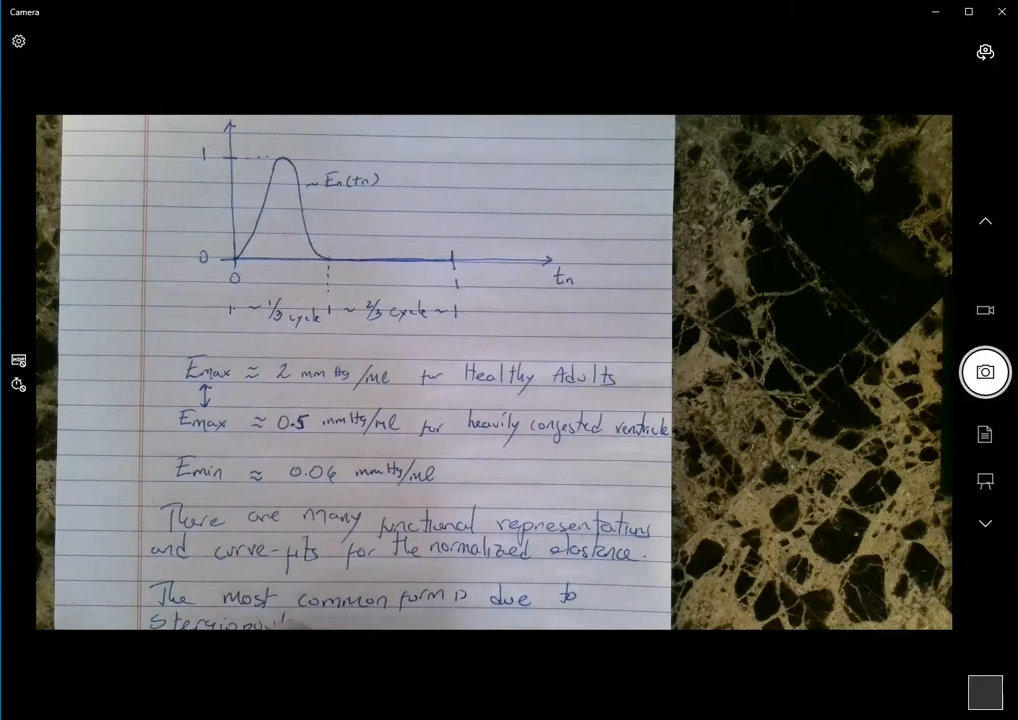 Camera
1
~ En(tn)
0
0
1
tn
~ 1/3 cycle ~ 2/3 cycle ~
Emax ≈ 2 mmHg/ml for Healthy Adults
↕
Emax ≈ 0.5 mmHg/ml for heavily congested ventricle
Emin ≈ 0.06 mmHg/ml
There are many functional representations
and curve-fits for the normalized elastance.
The most common form is due to